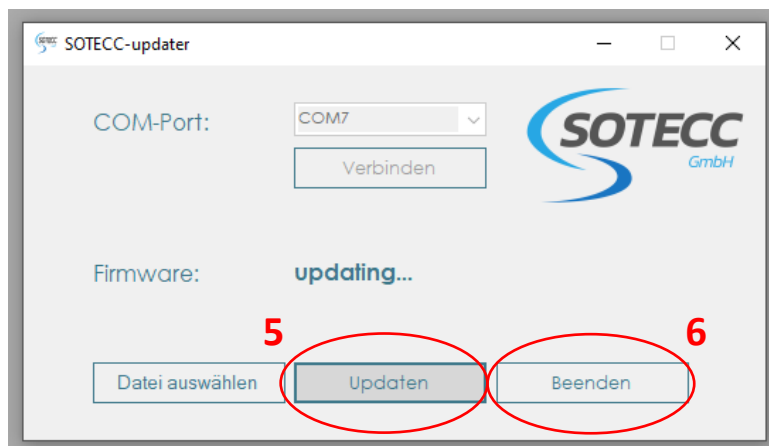 SOTECC-updater
COM-Port:
COM7
Verbinden
SOTECC
GmbH
Firmware:
updating...
5
6
Datei auswählen
Updaten
Beenden